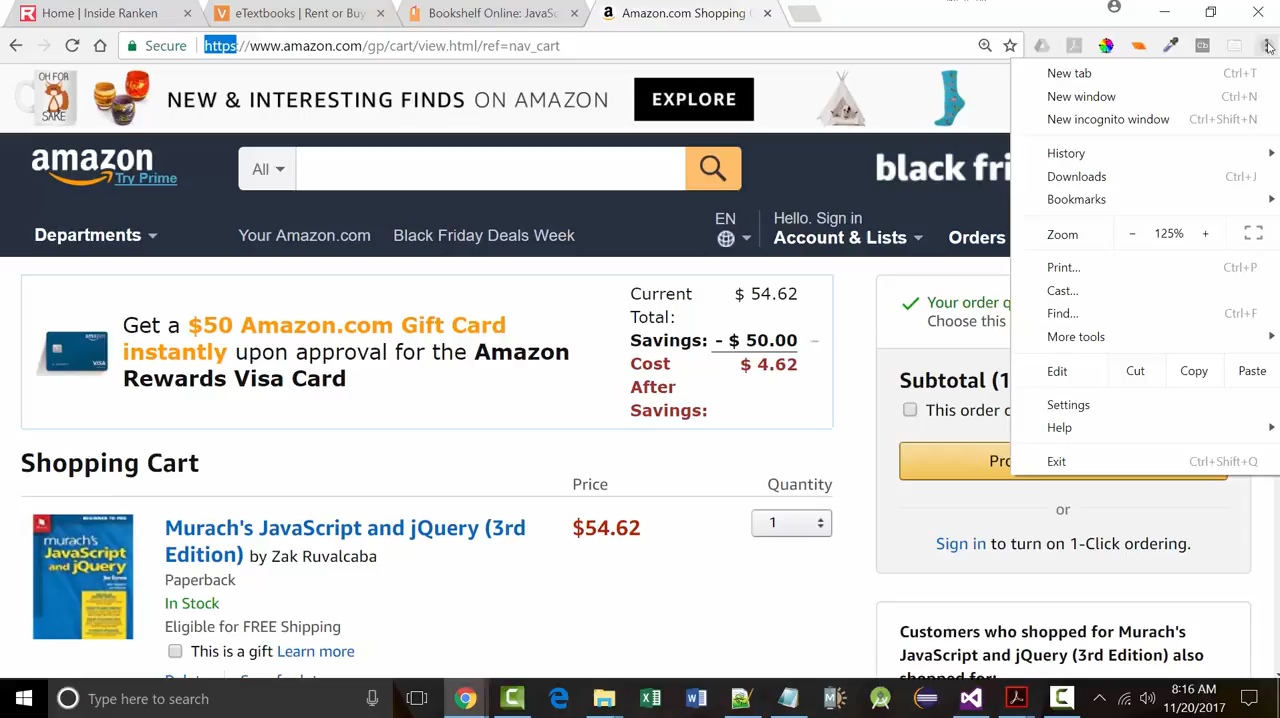 Home | Inside Ranken
eTextbooks | Rent or Buy
Bookshelf Online: JavaSc
Amazon.com Shopping
Secure
https://www.amazon.com/gp/cart/view.html/ref=nav_cart
OH FOR
SAKE
NEW & INTERESTING FINDS ON AMAZON
EXPLORE
New tab Ctrl+T
New window Ctrl+N
New incognito window Ctrl+Shift+N
History
Downloads Ctrl+J
Bookmarks
Zoom − 125% +
Print... Ctrl+P
Cast...
Find... Ctrl+F
More tools
Edit Cut Copy Paste
Settings
Help
Exit Ctrl+Shift+Q
amazon
Try Prime
All
black fri
Departments
Your Amazon.com
Black Friday Deals Week
EN
Hello. Sign in
Account & Lists
Orders
Get a $50 Amazon.com Gift Card
instantly upon approval for the Amazon
Rewards Visa Card
Current $ 54.62
Total:
Savings: - $ 50.00
Cost $ 4.62
After
Savings:
Your order q
Choose this
Subtotal (1
This order c
Pro
or
Sign in to turn on 1-Click ordering.
Shopping Cart
Price
Quantity
murach's
JavaScript
and jQuery
Murach's JavaScript and jQuery (3rd
Edition) by Zak Ruvalcaba
$54.62
1
Paperback
In Stock
Eligible for FREE Shipping
This is a gift Learn more
Customers who shopped for Murach's
JavaScript and jQuery (3rd Edition) also
shopped for:
Type here to search
8:16 AM
11/20/2017